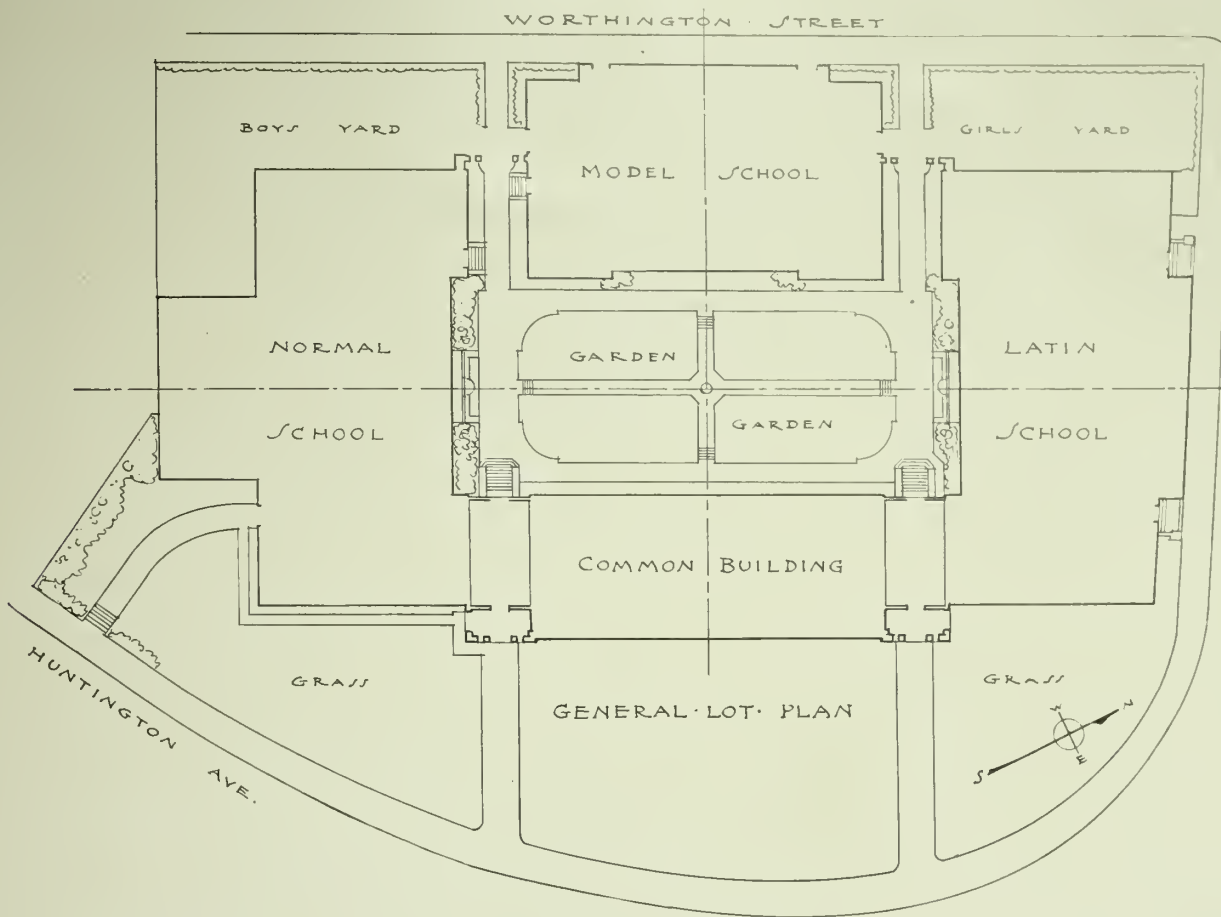 WORTHINGTON · STREET
BOYS YARD
GIRLS YARD
MODEL SCHOOL
NORMAL
SCHOOL
GARDEN
GARDEN
LATIN
SCHOOL
COMMON BUILDING
GRASS
GRASS
GENERAL · LOT · PLAN
HUNTINGTON AVE.
N
W
E
S